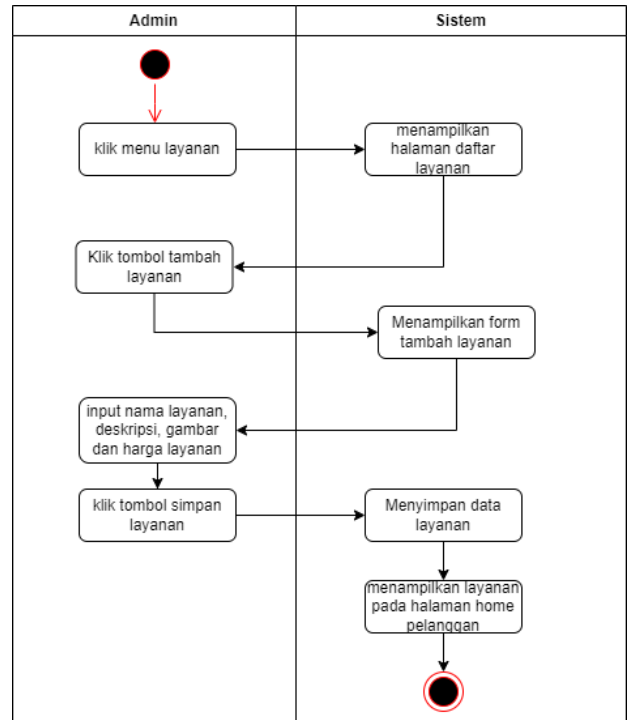 Admin
Sistem
klik menu layanan
menampilkan
halaman daftar
layanan
Klik tombol tambah
layanan
Menampilkan form
tambah layanan
input nama layanan,
deskripsi, gambar
dan harga layanan
klik tombol simpan
layanan
Menyimpan data
layanan
menampilkan layanan
pada halaman home
pelanggan